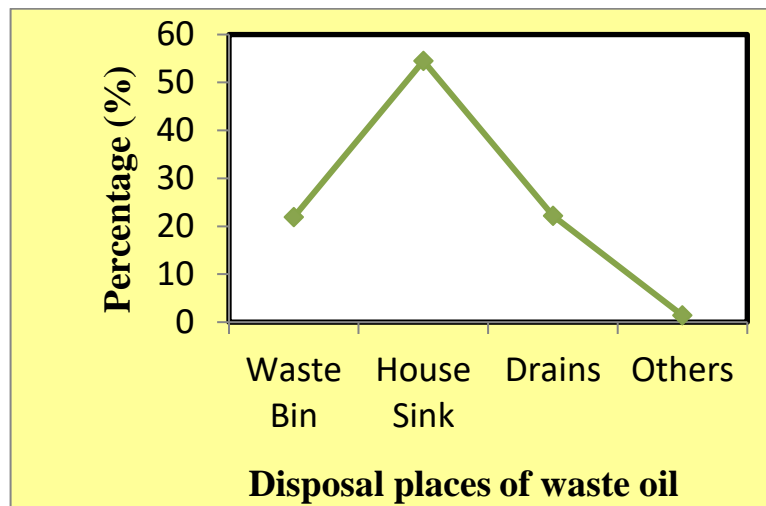 Percentage (%)
60
50
40
30
20
10
0
Waste Bin
House Sink
Drains
Others
Disposal places of waste oil